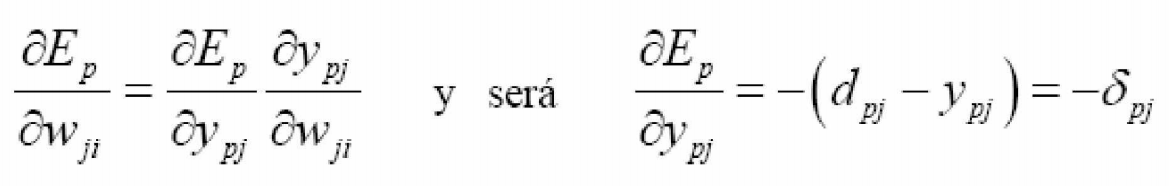 ∂E_p/∂w_ji = ∂E_p/∂y_pj ∂y_pj/∂w_ji y será ∂E_p/∂y_pj = −(d_pj − y_pj) = −δ_pj